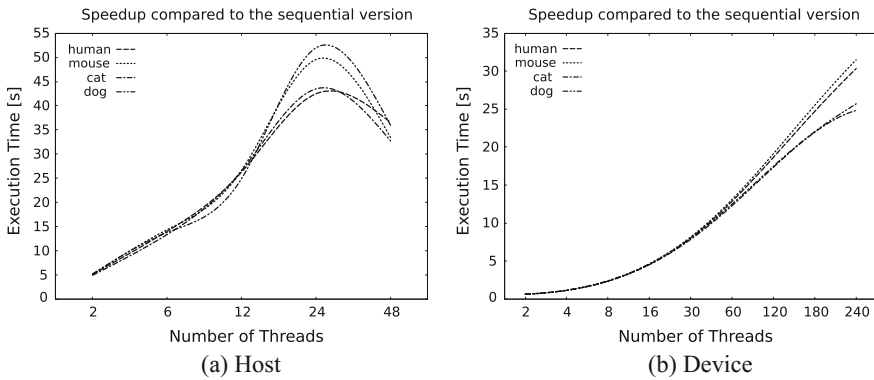 Speedup compared to the sequential version
Execution Time [s]
55
50
45
40
35
30
25
20
15
10
5
0
human
mouse
cat
dog
2 6 12 24 48
Number of Threads
(a) Host
Speedup compared to the sequential version
Execution Time [s]
35
30
25
20
15
10
5
0
human
mouse
cat
dog
2 4 8 16 30 60 120 180 240
Number of Threads
(b) Device